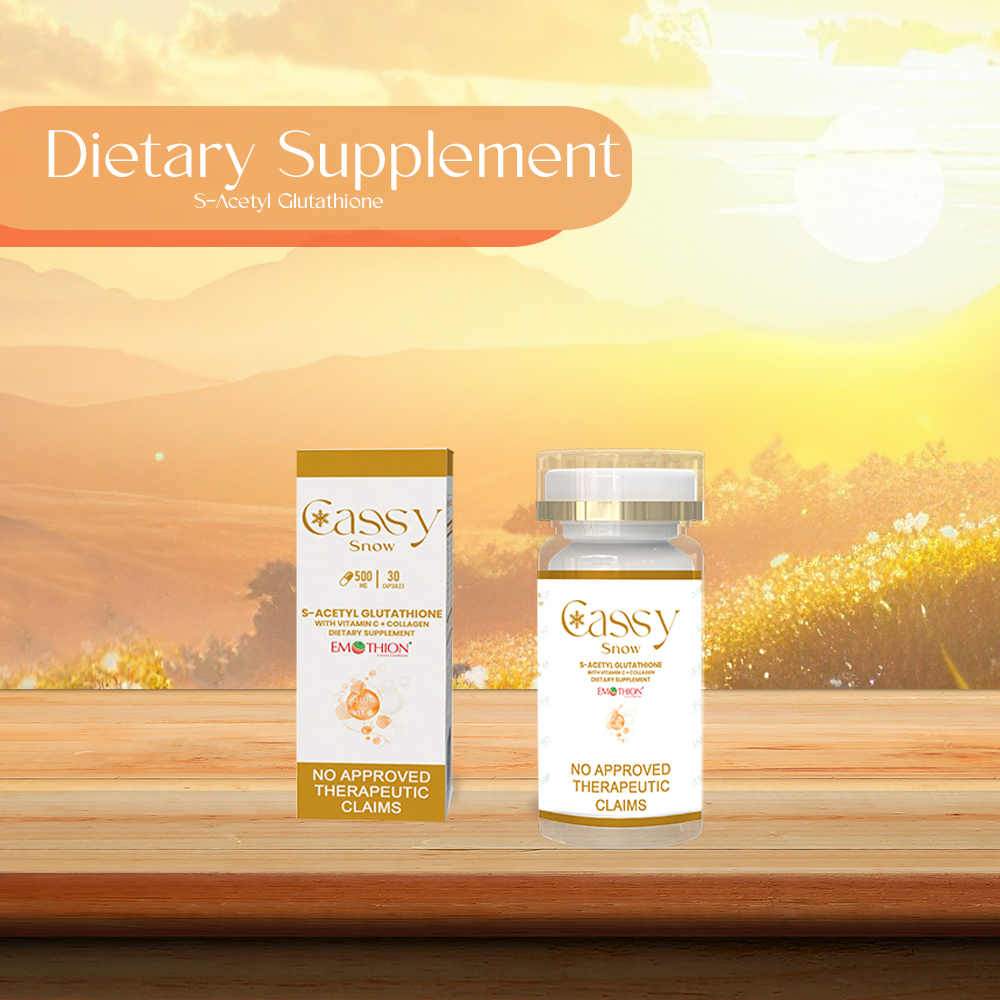 Dietary Supplement
S-Acetyl Glutathione
Cassy
Snow
500 MG | 30 CAPSULES
S-ACETYL GLUTATHIONE
WITH VITAMIN C + COLLAGEN
DIETARY SUPPLEMENT
EMOTHION®
NO APPROVED
THERAPEUTIC
CLAIMS
Cassy
Snow
S-ACETYL GLUTATHIONE
WITH VITAMIN C + COLLAGEN
DIETARY SUPPLEMENT
EMOTHION®
NO APPROVED
THERAPEUTIC
CLAIMS